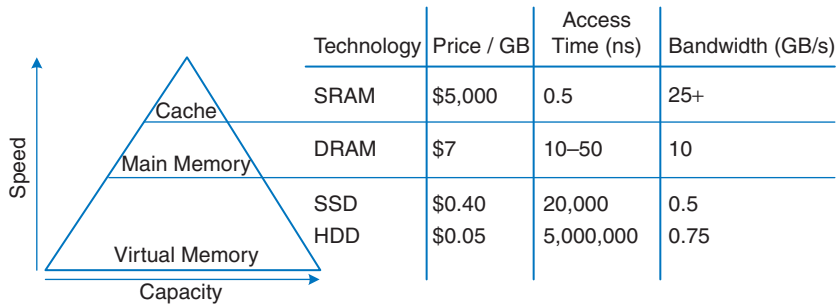 Technology Price / GB Access Time (ns) Bandwidth (GB/s)
Cache SRAM $5,000 0.5 25+
Main Memory DRAM $7 10–50 10
SSD $0.40 20,000 0.5
HDD $0.05 5,000,000 0.75
Virtual Memory
Speed
Capacity